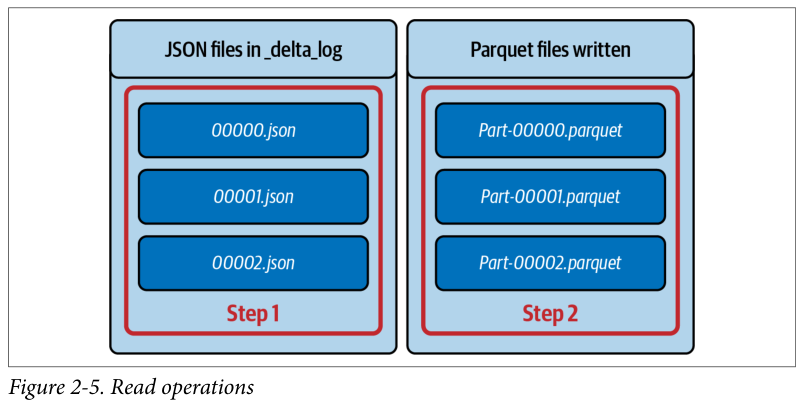 JSON files in _delta_log
00000.json
00001.json
00002.json
Step 1
Parquet files written
Part-00000.parquet
Part-00001.parquet
Part-00002.parquet
Step 2
Figure 2-5. Read operations